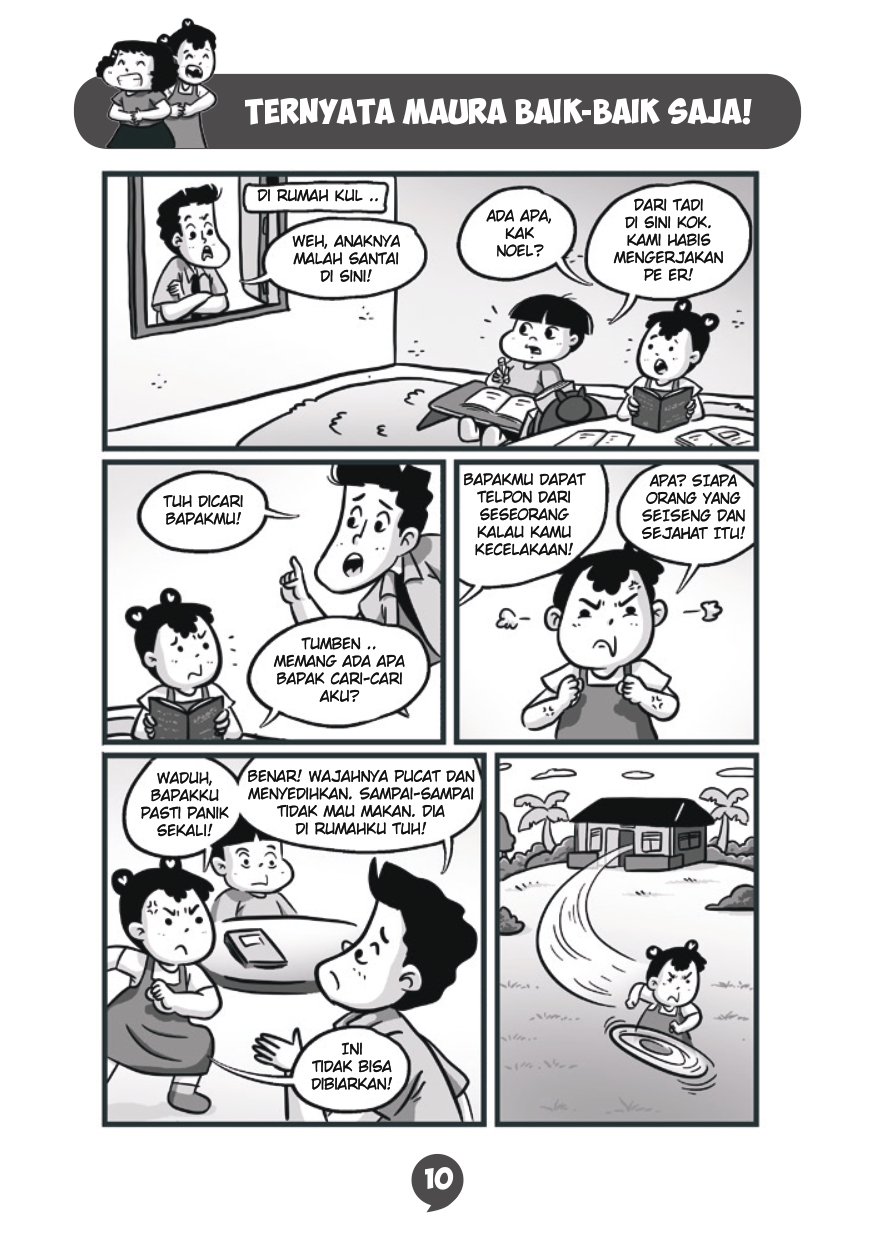 TERNYATA MAURA BAIK-BAIK SAJA!
DI RUMAH KUL ..
WEH, ANAKNYA
MALAH SANTAI
DI SINI!
ADA APA,
KAK
NOEL?
DARI TADI
DI SINI KOK.
KAMI HABIS
MENGERJAKAN
PE ER!
TUH DICARI
BAPAKMU!
TUMBEN ..
MEMANG ADA APA
BAPAK CARI-CARI
AKU?
BAPAKMU DAPAT
TELPON DARI
SESEORANG
KALAU KAMU
KECELAKAAN!
APA? SIAPA
ORANG YANG
SEISENG DAN
SEJAHAT ITU!
WADUH,
BAPAKKU
PASTI PANIK
SEKALI!
BENAR! WAJAHNYA PUCAT DAN
MENYEDIHKAN. SAMPAI-SAMPAI
TIDAK MAU MAKAN. DIA
DI RUMAHKU TUH!
INI
TIDAK BISA
DIBIARKAN!
10